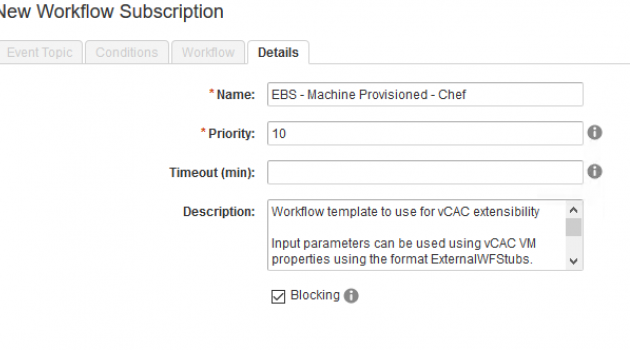 New Workflow Subscription
Event Topic
Conditions
Workflow
Details
*Name: EBS - Machine Provisioned - Chef
*Priority: 10
Timeout (min):
Description: Workflow template to use for vCAC extensibility
Input parameters can be used using vCAC VM
properties using the format ExternalWFStubs.
Blocking